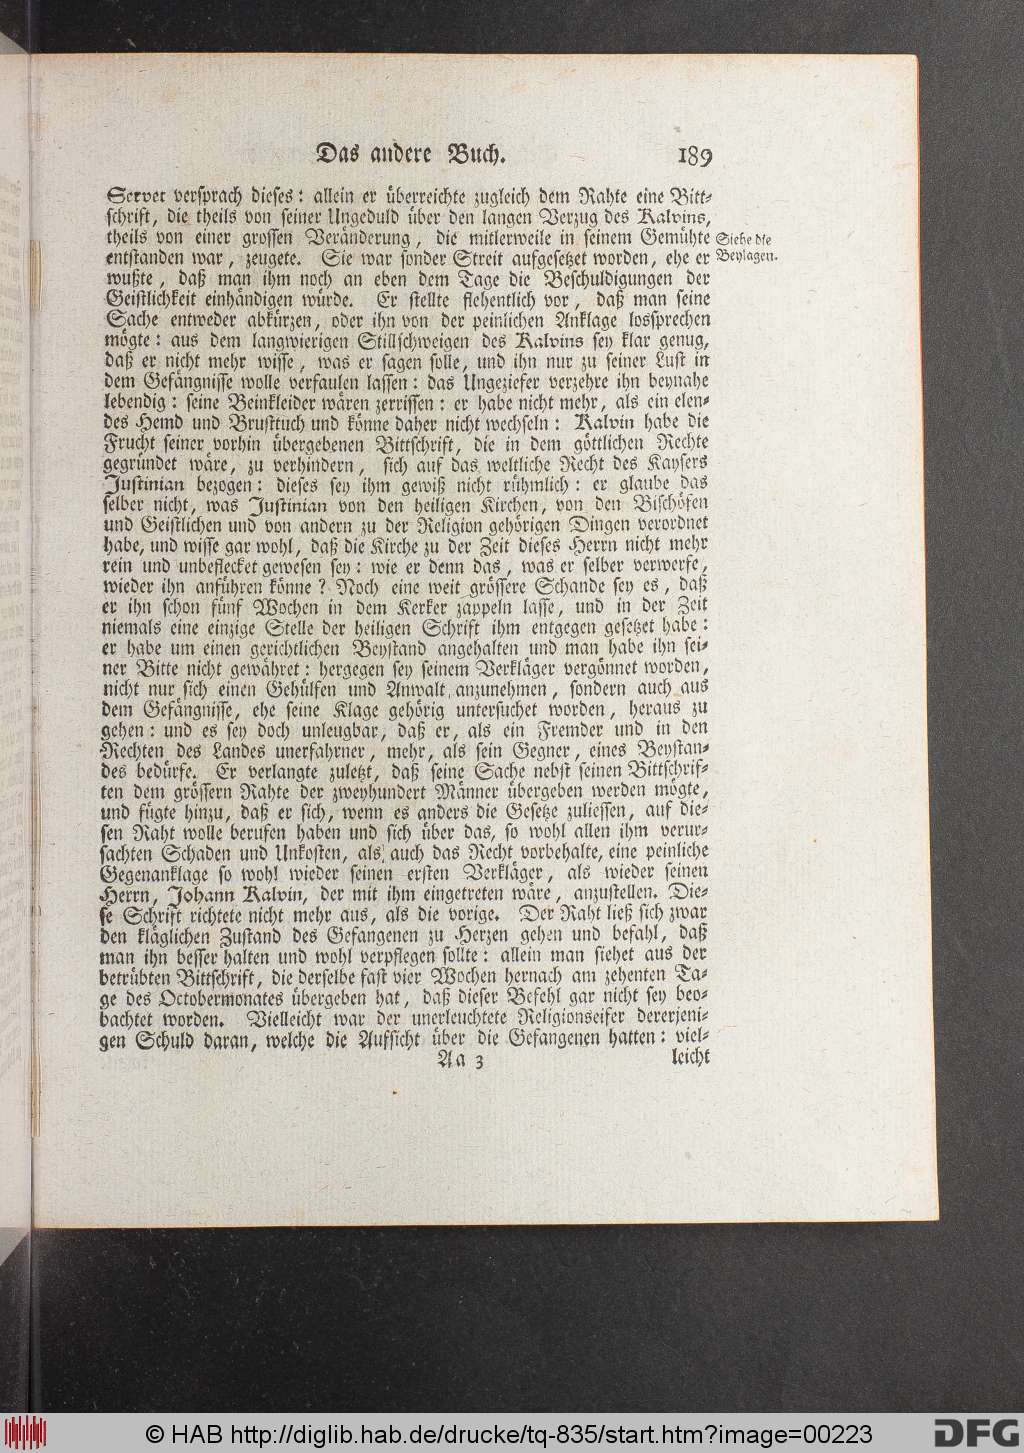 Das andere Buch. 189
Servet versprach dieses: allein er überreichte zugleich dem Rahte eine Bitt-
schrift, die theils von seiner Ungeduld über den langen Verzug des Kalvins,
theils von einer grossen Veränderung, die mitlerweile in seinem Gemühte
Siehe die
Beylagen.
entstanden war, zeugete. Sie war sonder Streit aufgesetzet worden, ehe er
wußte, daß man ihm noch an eben dem Tage die Beschuldigungen der
Geistlichkeit einhändigen würde. Er stellte flehentlich vor, daß man seine
Sache entweder abkürzen, oder ihn von der peinlichen Anklage lossprechen
mögte: aus dem langwierigen Stillschweigen des Kalvins sey klar genug,
daß er nicht mehr wisse, was er sagen solle, und ihn nur zu seiner Lust in
dem Gefängnisse wolle verfaulen lassen: das Ungeziefer verzehre ihn beynahe
lebendig: seine Beinkleider wären zerrissen: er habe nicht mehr, als ein elen-
des Hemd und Brusttuch und könne daher nicht wechseln: Kalvin habe die
Frucht seiner vorhin übergebenen Bittschrift, die in dem göttlichen Rechte
gegründet wäre, zu verhindern, sich auf das weltliche Recht des Kaysers
Justinian bezogen: dieses sey ihm gewiß nicht rühmlich: er glaube das
selber nicht, was Justinian von den heiligen Kirchen, von den Bischöfen
und Geistlichen und von andern zu der Religion gehörigen Dingen verordnet
habe, und wisse gar wohl, daß die Kirche zu der Zeit dieses Herrn nicht mehr
rein und unbeflecket gewesen sey: wie er denn das, was er selber verwerfe,
wieder ihn anführen könne? Noch eine weit grössere Schande sey es, daß
er ihn schon fünf Wochen in dem Kerker zappeln lasse, und in der Zeit
niemals eine einzige Stelle der heiligen Schrift ihm entgegen gesetzet habe:
er habe um einen gerichtlichen Beystand angehalten und man habe ihn sei-
ner Bitte nicht gewähret: hergegen sey seinem Verkläger vergönnet worden,
nicht nur sich einen Gehülfen und Anwalt anzunehmen, sondern auch aus
dem Gefängnisse, ehe seine Klage gehörig untersuchet worden, heraus zu
gehen: und es sey doch unleugbar, daß er, als ein Fremder und in den
Rechten des Landes unerfahrner, mehr, als sein Gegner, eines Beystan-
des bedürfe. Er verlangte zuletzt, daß seine Sache nebst seinen Bittschrif-
ten dem grössern Rahte der zweyhundert Männer übergeben werden mögte,
und fügte hinzu, daß er sich, wenn es anders die Gesetze zuliessen, auf die-
sen Raht wolle berufen haben und sich über das, so wohl allen ihm verur-
sachten Schaden und Unkosten, als auch das Recht vorbehalte, eine peinliche
Gegenanklage so wohl wieder seinen ersten Verkläger, als wieder seinen
Herrn, Johann Kalvin, der mit ihm eingetreten wäre, anzustellen. Die-
se Schrift richtete nicht mehr aus, als die vorige. Der Raht ließ sich zwar
den kläglichen Zustand des Gefangenen zu Herzen gehen und befahl, daß
man ihn besser halten und wohl verpflegen sollte: allein man siehet aus der
betrübten Bittschrift, die derselbe fast vier Wochen hernach am zehenten Ta-
ge des Octobermonates übergeben hat, daß dieser Befehl gar nicht sey beo-
bachtet worden. Vielleicht war der unerleuchtete Religionseifer dererjeni-
gen Schuld daran, welche die Aufsicht über die Gefangenen hatten: viel-
Aa 3 leicht
© HAB http://diglib.hab.de/drucke/tq-835/start.htm?image=00223
DFG